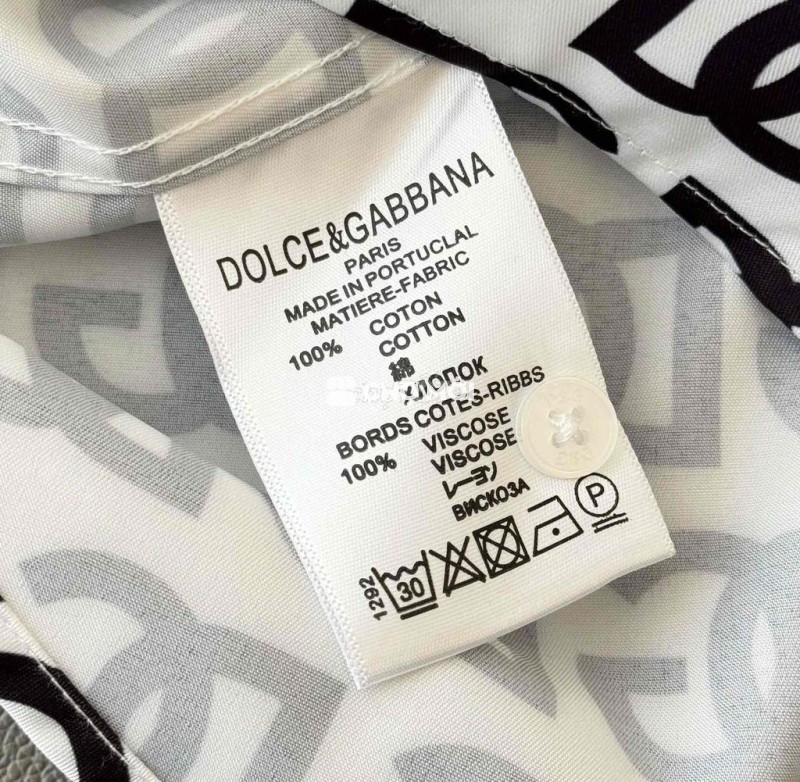 DOLCE&GABBANA
PARIS
MADE IN PORTUCLAL
MATIERE-FABRIC
100% COTON
COTTON
綿
ХЛОПОК
BORDS COTES-RIBBS
100% VISCOSE
VISCOSE
レーヨン
ВИСКОЗА
1292
30
P